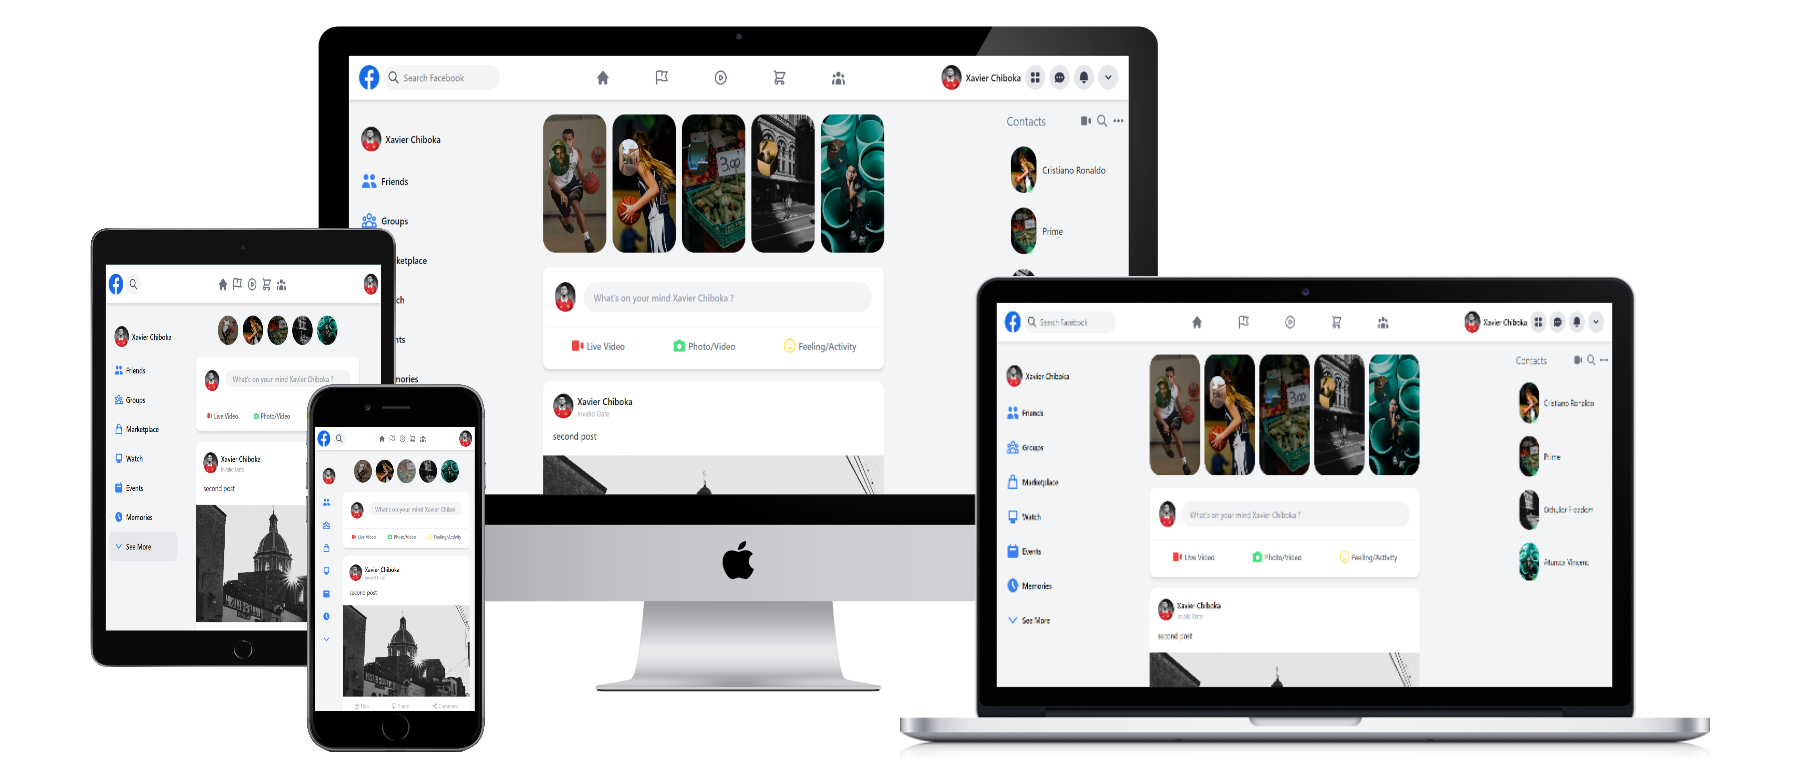 Search Facebook
Xavier Chiboka
Xavier Chiboka
Friends
Groups
ketplace
ch
nts
nories
3.00
What's on your mind Xavier Chiboka ?
Live Video
Photo/Video
Feeling/Activity
Xavier Chiboka
Invalid Date
second post
Contacts
Cristiano Ronaldo
Prime
Xavier Chiboka
Friends
Groups
Marketplace
Watch
Events
Memories
See More
What's on your mind Xavier Chiboka ?
Live Video
Photo/Video
Xavier Chiboka
Invalid Date
second post
What's on your mind Xavier Chibol
Live Video
Photo/Video
Feeling/Activity
Xavier Chiboka
Invalid Date
second post
Like
Share
Comment
Search Facebook
Xavier Chiboka
Xavier Chiboka
Friends
Groups
Marketplace
Watch
Events
Memories
See More
What's on your mind Xavier Chiboka ?
Live Video
Photo/Video
Feeling/Activity
Xavier Chiboka
Invalid Date
second post
Contacts
Cristiano Ronaldo
Prime
Ochulor Freedom
Atumaa Vincent